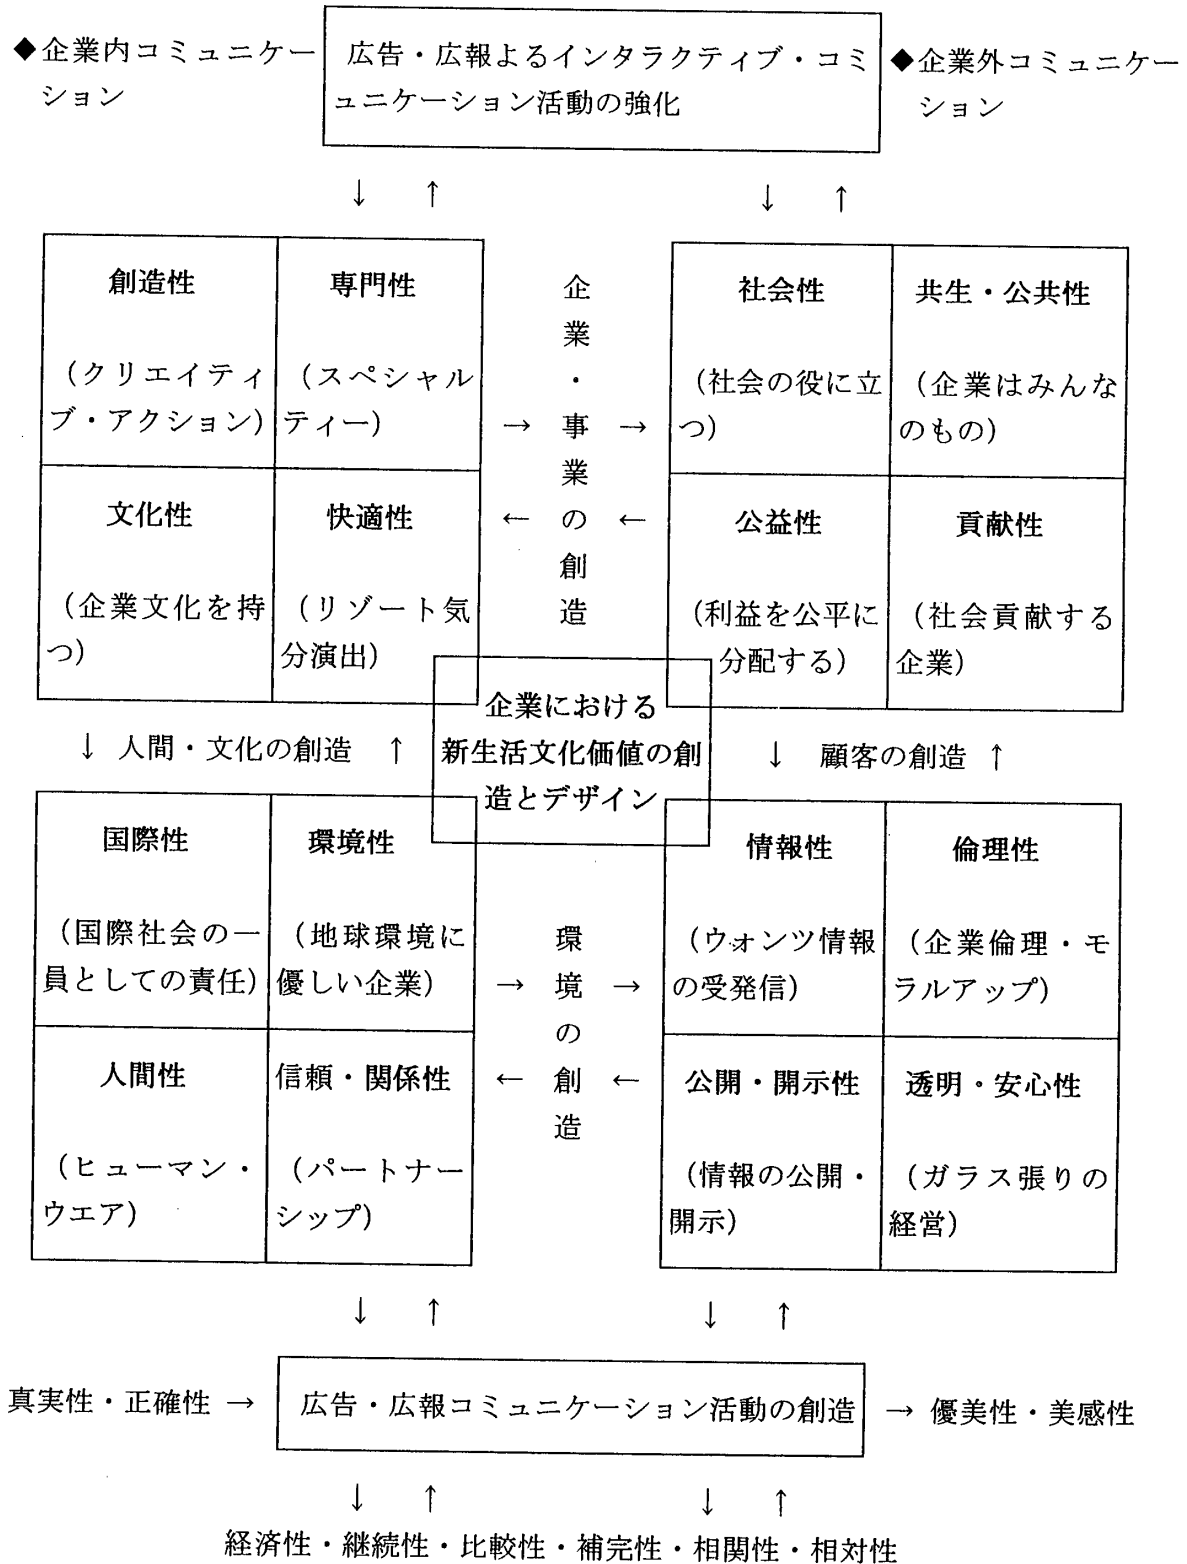 ◆企業内コミュニケー
ション
広告・広報よるインタラクティブ・コミ
ュニケーション活動の強化
◆企業外コミュニケー
ション
↓ ↑
↓ ↑
創造性
(クリエイティ
ブ・アクション)
専門性
(スペシャル
ティー)
文化性
(企業文化を持
つ)
快適性
(リゾート気
分演出)
→ 企業・事業の創造 →
← ←
社会性
(社会の役に立
つ)
共生・公共性
(企業はみんな
のもの)
公益性
(利益を公平に
分配する)
貢献性
(社会貢献する
企業)
↓ 人間・文化の創造 ↑
企業における
新生活文化価値の創
造とデザイン
↓ 顧客の創造 ↑
国際性
(国際社会の一
員としての責任)
環境性
(地球環境に
優しい企業)
人間性
(ヒューマン・
ウエア)
信頼・関係性
(パートナー
シップ)
→ 環境の創造 →
← ←
情報性
(ウォンツ情報
の受発信)
倫理性
(企業倫理・モ
ラルアップ)
公開・開示性
(情報の公開・
開示)
透明・安心性
(ガラス張りの
経営)
↓ ↑
↓ ↑
真実性・正確性 →
広告・広報コミュニケーション活動の創造
→ 優美性・美感性
↓ ↑
↓ ↑
経済性・継続性・比較性・補完性・相関性・相対性